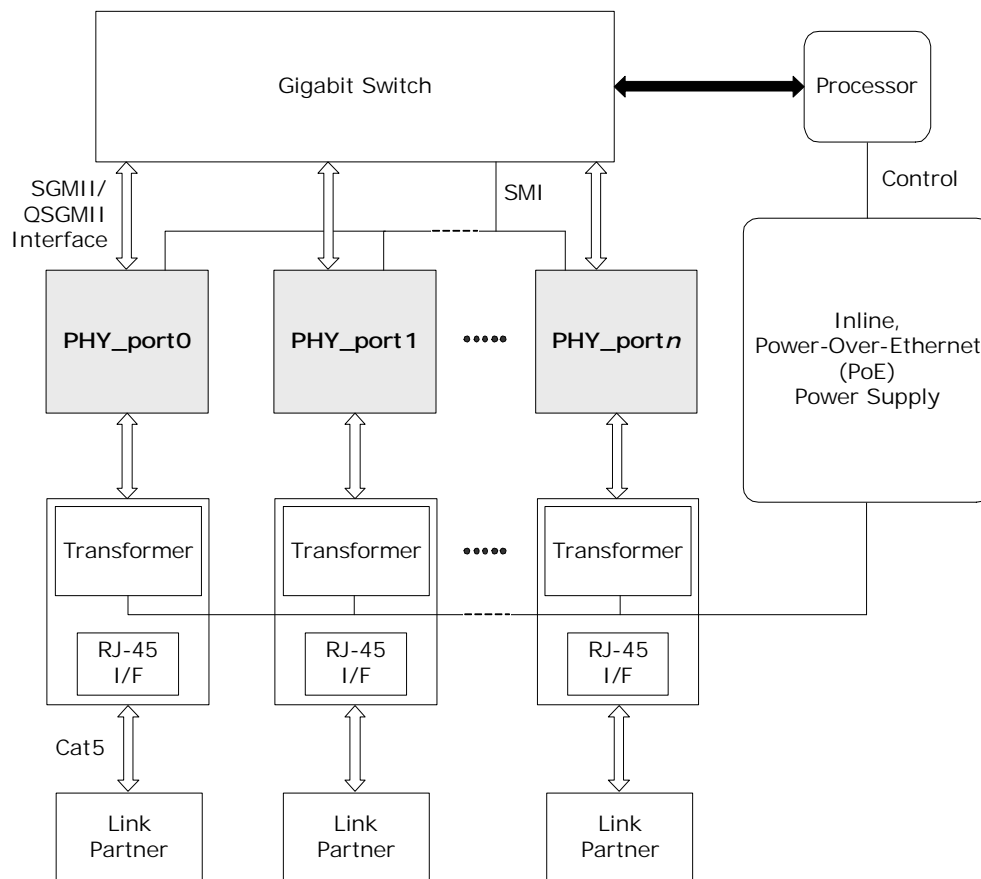 Gigabit Switch
Processor
SGMII/
QSGMII
Interface
SMI
Control
PHY_port0
PHY_port1
PHY_portn
Inline,
Power-Over-Ethernet
(PoE)
Power Supply
Transformer
Transformer
Transformer
RJ-45
I/F
RJ-45
I/F
RJ-45
I/F
Cat5
Link
Partner
Link
Partner
Link
Partner